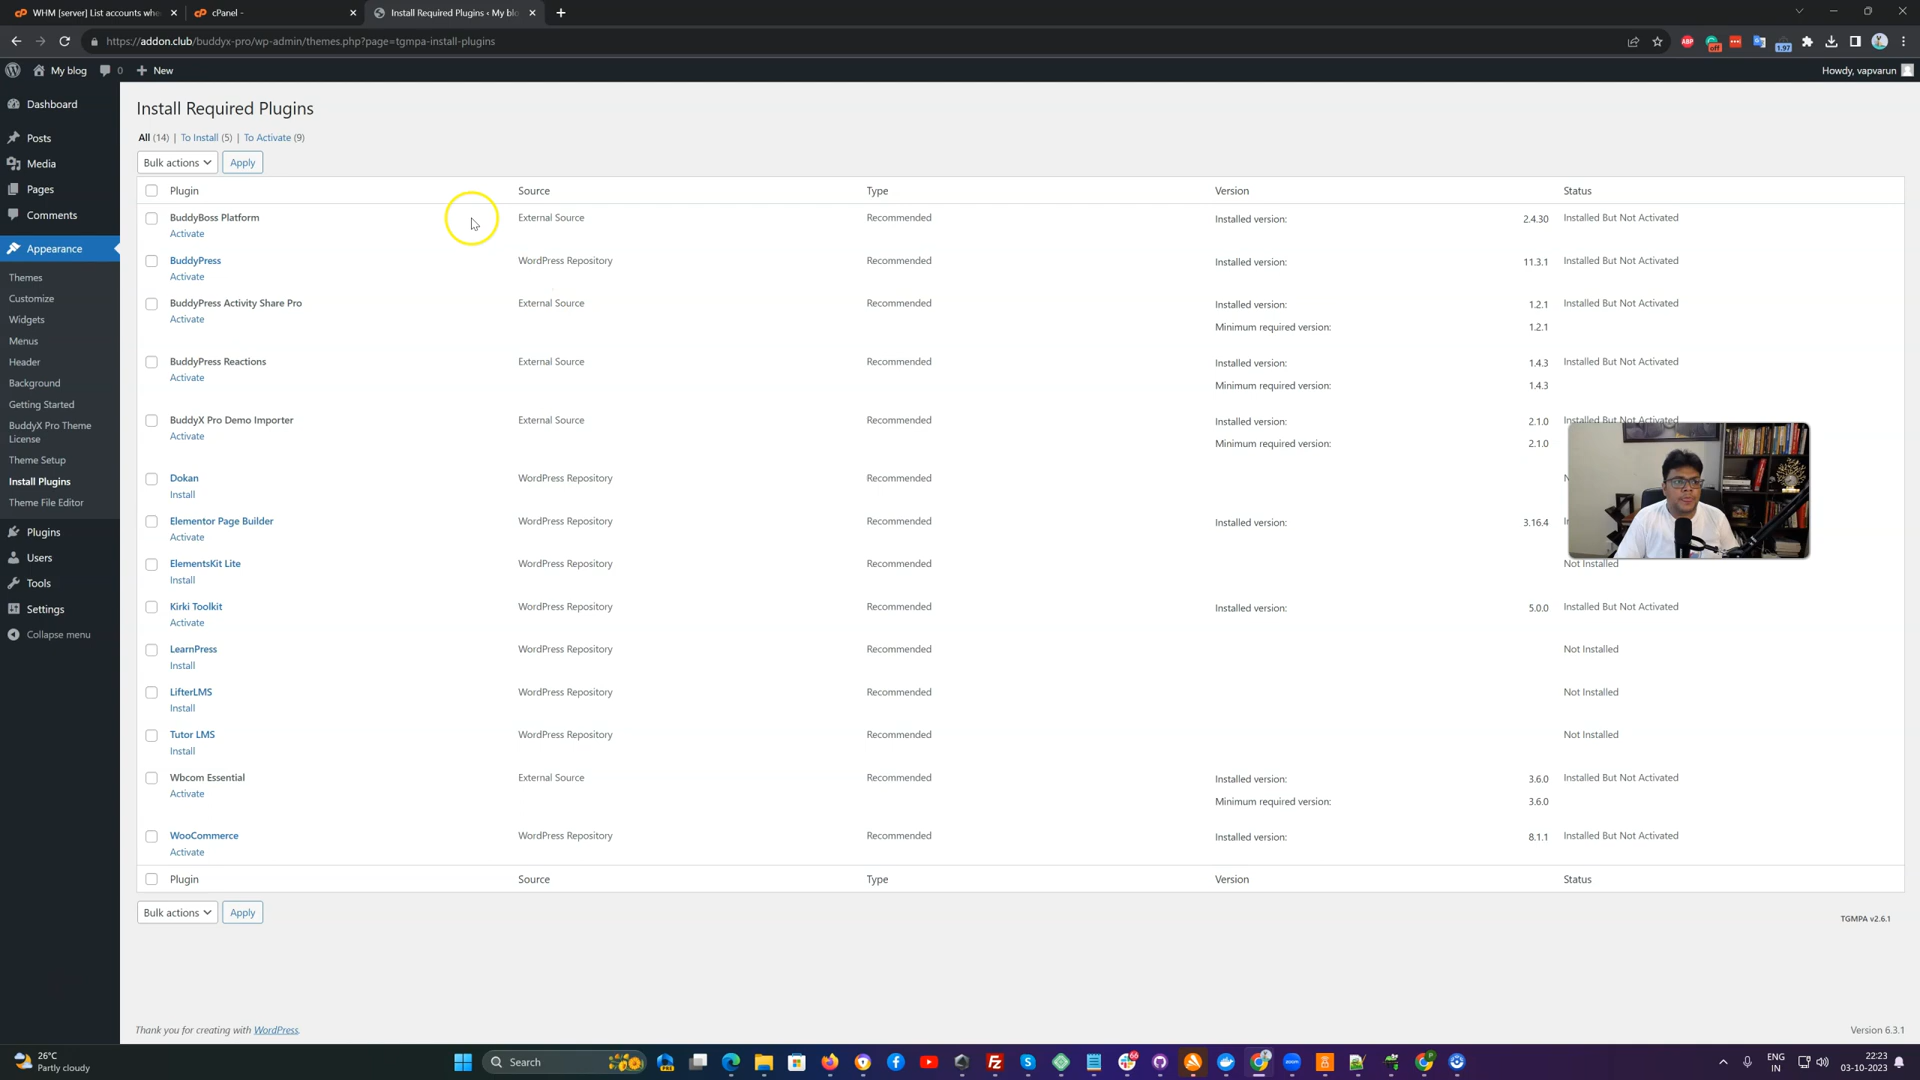 WHM [server] List accounts whe
cPanel -
Install Required Plugins ‹ My blo
https://addon.club/buddyx-pro/wp-admin/themes.php?page=tgmpa-install-plugins
ABP
off
1.97
My blog
0
New
Howdy, vapvarun
Dashboard
Posts
Media
Pages
Comments
Appearance
Themes
Customize
Widgets
Menus
Header
Background
Getting Started
BuddyX Pro Theme
License
Theme Setup
Install Plugins
Theme File Editor
Plugins
Users
Tools
Settings
Collapse menu
Install Required Plugins
All (14) | To Install (5) | To Activate (9)
Bulk actions
Apply
Plugin Source Type Version Status
BuddyBoss Platform External Source Recommended Installed version: 2.4.30 Installed But Not Activated
Activate
BuddyPress WordPress Repository Recommended Installed version: 11.3.1 Installed But Not Activated
Activate
BuddyPress Activity Share Pro External Source Recommended Installed version: 1.2.1 Installed But Not Activated
Activate Minimum required version: 1.2.1
BuddyPress Reactions External Source Recommended Installed version: 1.4.3 Installed But Not Activated
Activate Minimum required version: 1.4.3
BuddyX Pro Demo Importer External Source Recommended Installed version: 2.1.0 Installed But Not Activated
Activate Minimum required version: 2.1.0
Dokan WordPress Repository Recommended
Install
Elementor Page Builder WordPress Repository Recommended Installed version: 3.16.4
Activate
ElementsKit Lite WordPress Repository Recommended Not Installed
Install
Kirki Toolkit WordPress Repository Recommended Installed version: 5.0.0 Installed But Not Activated
Activate
LearnPress WordPress Repository Recommended Not Installed
Install
LifterLMS WordPress Repository Recommended Not Installed
Install
Tutor LMS WordPress Repository Recommended Not Installed
Install
Wbcom Essential External Source Recommended Installed version: 3.6.0 Installed But Not Activated
Activate Minimum required version: 3.6.0
WooCommerce WordPress Repository Recommended Installed version: 8.1.1 Installed But Not Activated
Activate
Plugin Source Type Version Status
Bulk actions
Apply
TGMPA v2.6.1
Thank you for creating with WordPress.
Version 6.3.1
26°C
Partly cloudy
Search
ENG
IN
22:23
03-10-2023